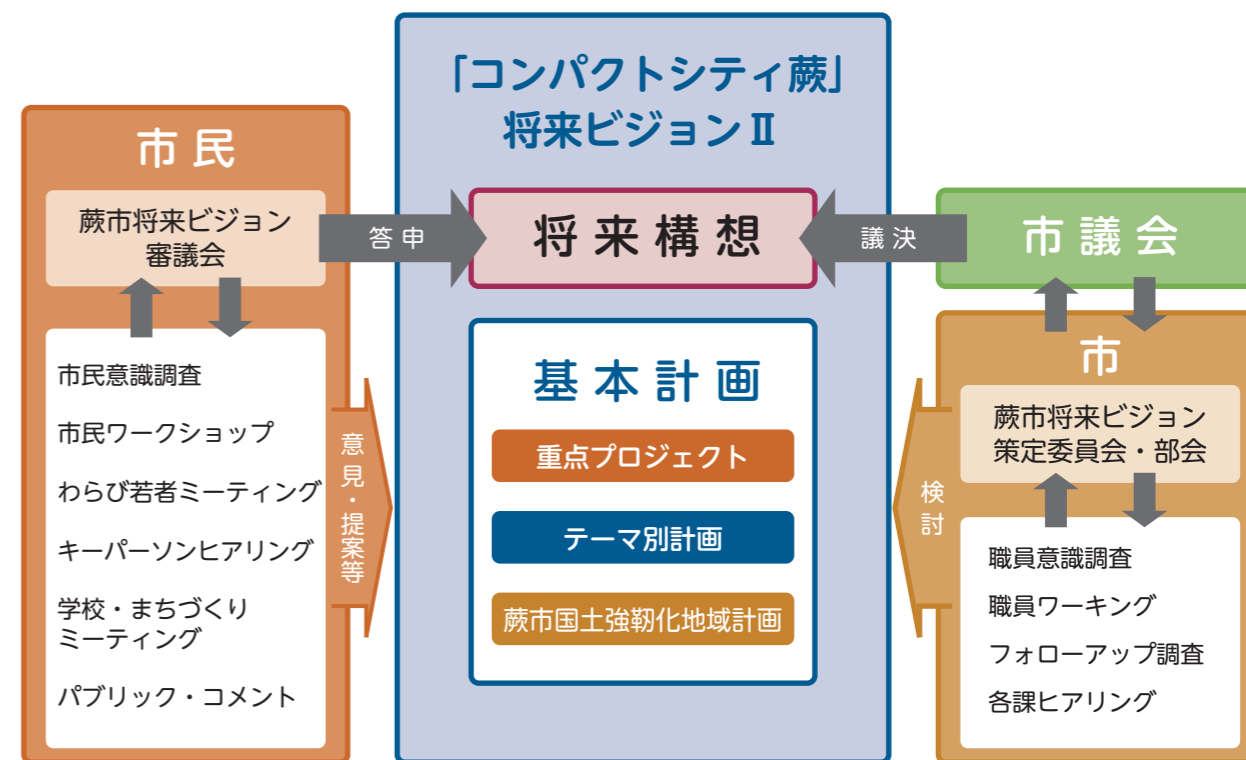 「コンパクトシティ蕨」
将来ビジョンⅡ
市民
蕨市将来ビジョン
審議会
答申
将来構想
議決
市議会
市民意識調査
市民ワークショップ
わらび若者ミーティング
キーパーソンヒアリング
学校・まちづくり
ミーティング
パブリック・コメント
意見・提案等
基本計画
重点プロジェクト
テーマ別計画
蕨市国土強靭化地域計画
検討
市
蕨市将来ビジョン
策定委員会・部会
職員意識調査
職員ワーキング
フォローアップ調査
各課ヒアリング